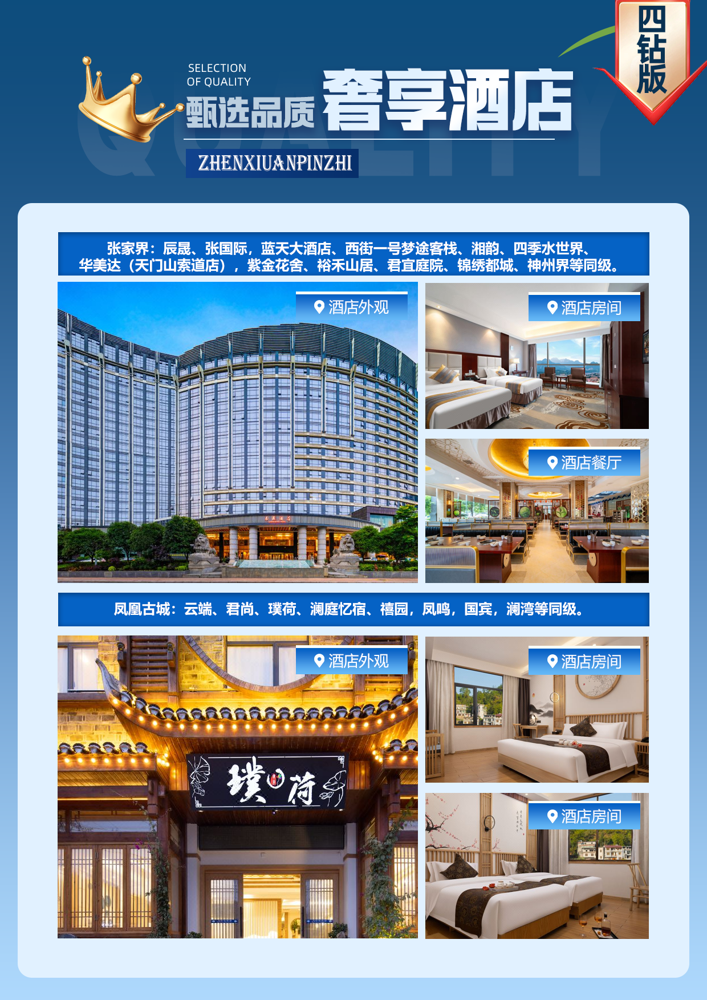 四钻版
SELECTION
OF QUALITY
甄选品质 奢享酒店
QUALITY
ZHENXIUANPINZHI
张家界：辰晟、张国际，蓝天大酒店、西街一号梦途客栈、湘韵、四季水世界、
华美达（天门山索道店），紫金花舍、裕禾山居、君宜庭院、锦绣都城、神州界等同级。
酒店外观
酒店房间
酒店餐厅
凤凰古城：云端、君尚、璞荷、澜庭忆宿、禧园，凤鸣，国宾，澜湾等同级。
酒店外观
酒店房间
璞荷
酒店房间